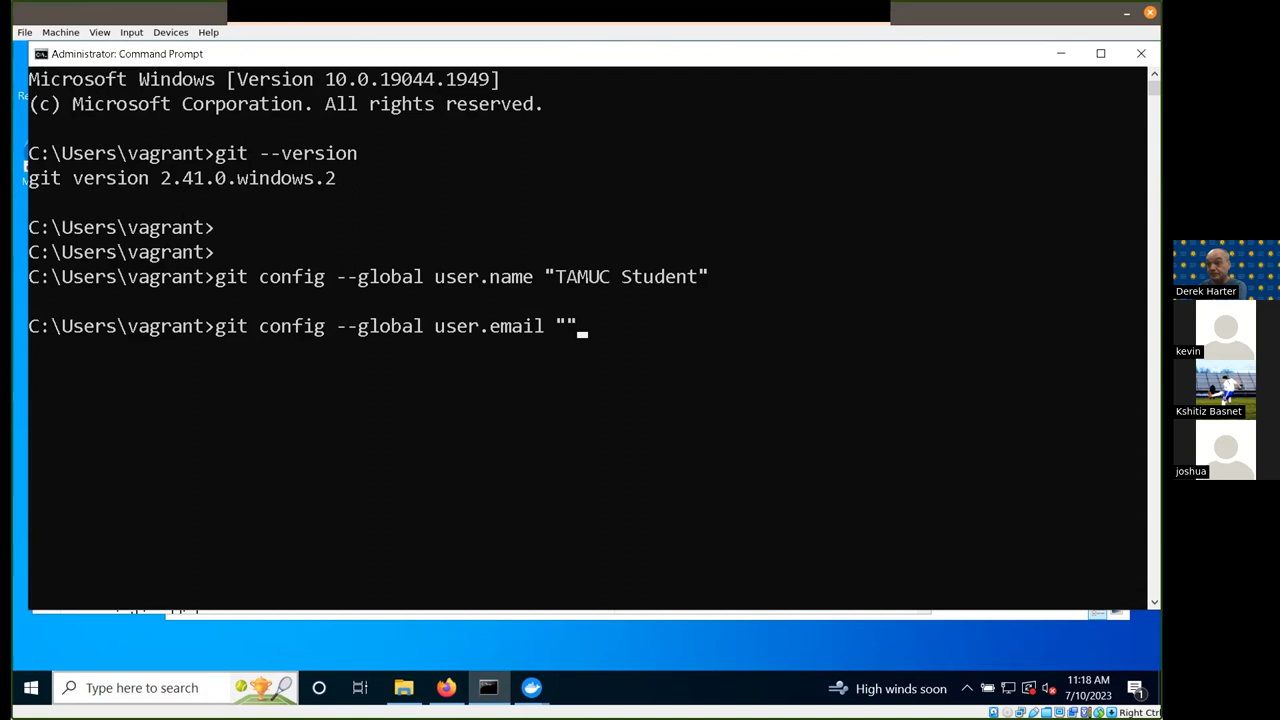 File Machine View Input Devices Help
Administrator: Command Prompt
Microsoft Windows [Version 10.0.19044.1949]
(c) Microsoft Corporation. All rights reserved.
C:\Users\vagrant>git --version
git version 2.41.0.windows.2
C:\Users\vagrant>
C:\Users\vagrant>
C:\Users\vagrant>git config --global user.name "TAMUC Student"
C:\Users\vagrant>git config --global user.email ""
Derek Harter
kevin
Kshitiz Basnet
joshua
Type here to search
High winds soon
11:18 AM
7/10/2023
1
Right Ctrl